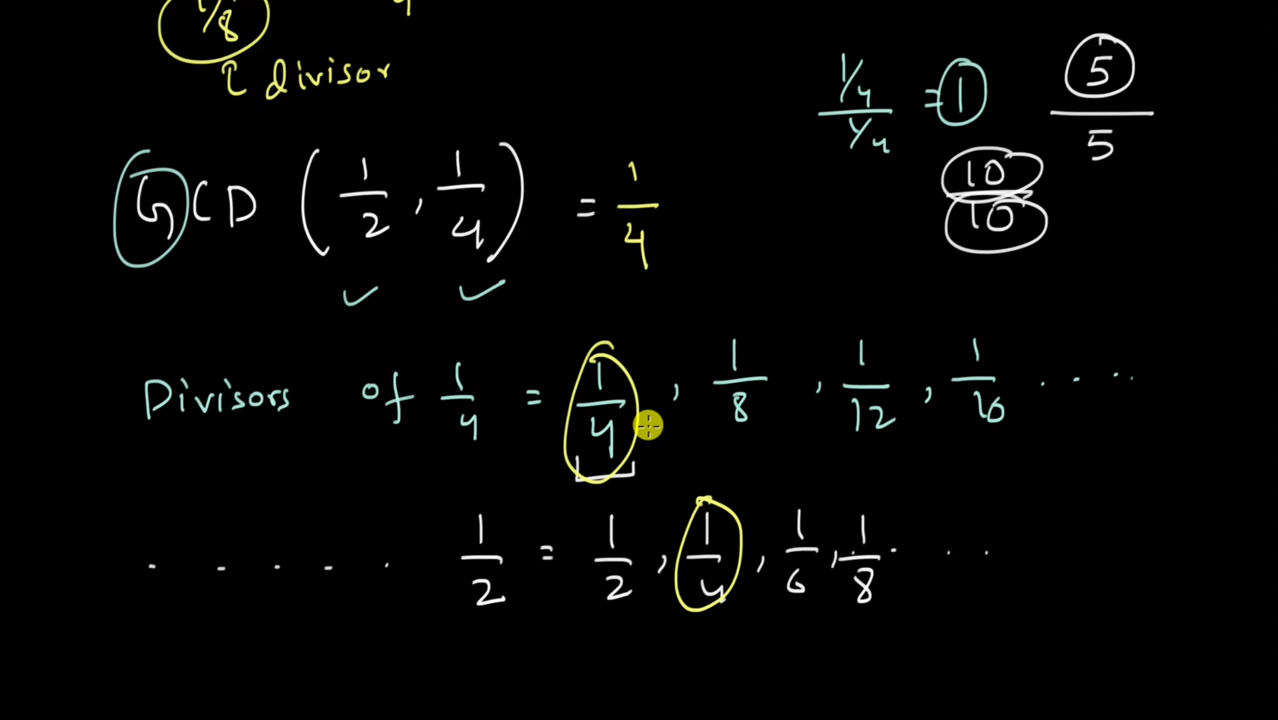 1/8 4
divisor
1/4 / 1/4 = 1 5/5
10/10
GCD (1/2, 1/4) = 1/4
Divisors of 1/4 = 1/4, 1/8, 1/12, 1/16 ....
. . . . . 1/2 = 1/2, 1/4, 1/6, 1/8 . . .